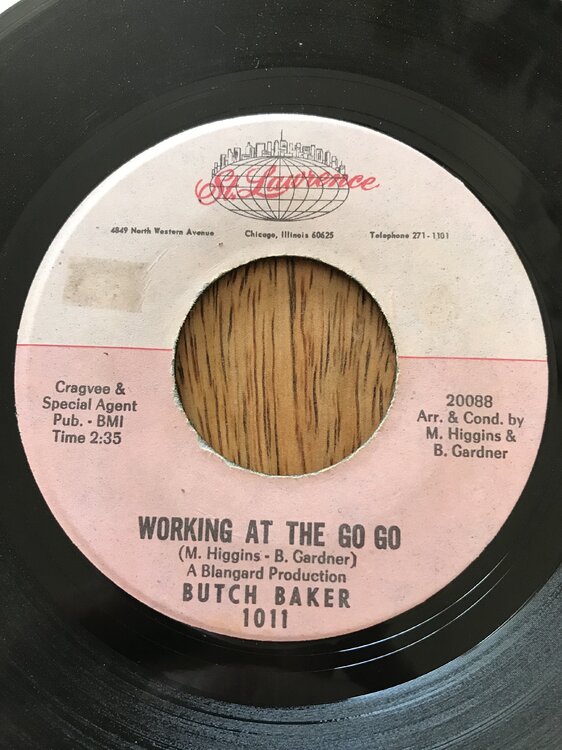 St. Lawrence
4849 North Western Avenue Chicago, Illinois 60625 Telephone 271-1101
Cragvee &
Special Agent
Pub. - BMI
Time 2:35
20088
Arr. & Cond. by
M. Higgins &
B. Gardner
WORKING AT THE GO GO
(M. Higgins - B. Gardner)
A Blangard Production
BUTCH BAKER
1011